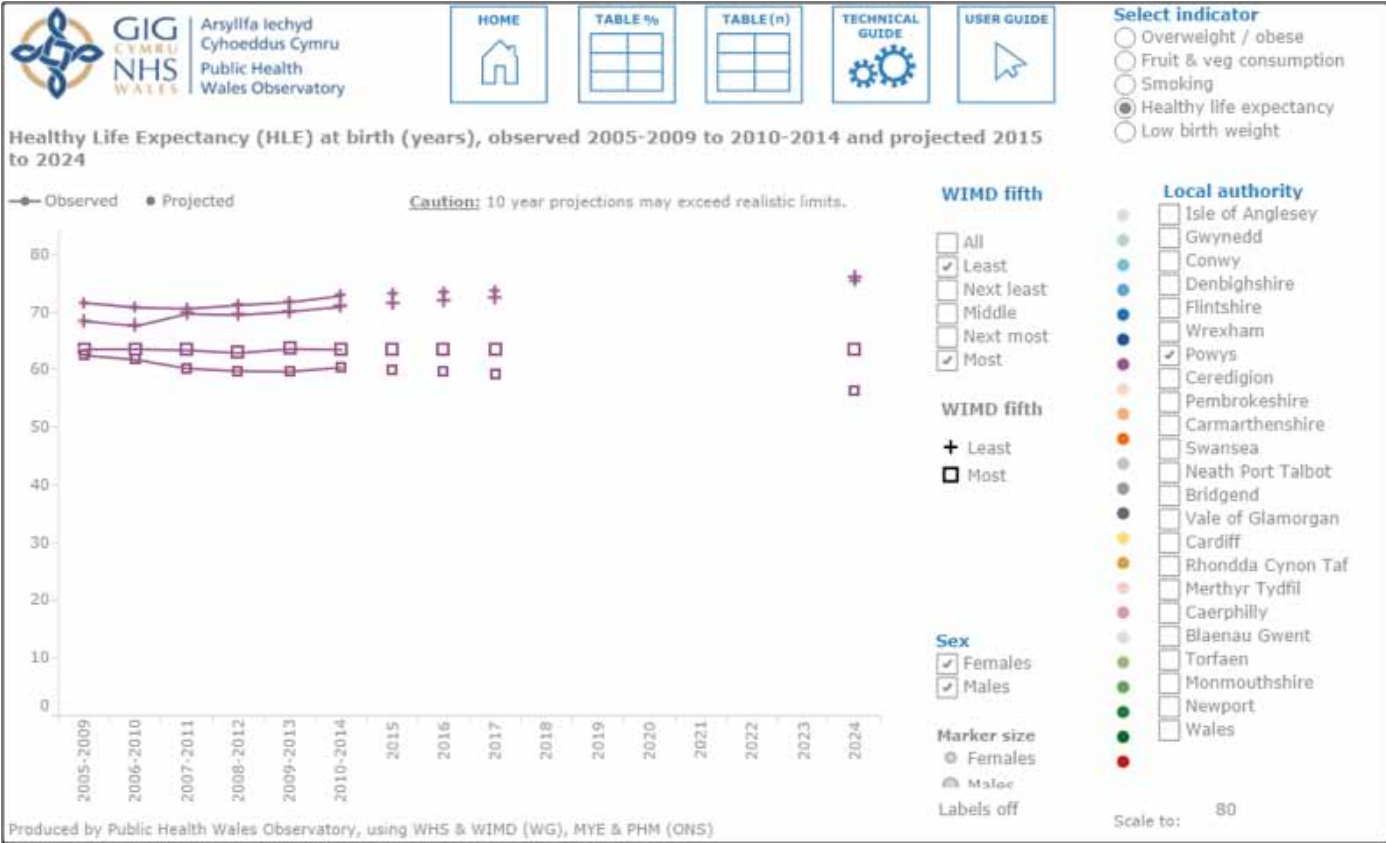 GIG
CYMRU
NHS
WALES
Arsyllfa Iechyd
Cyhoeddus Cymru
Public Health
Wales Observatory
HOME
TABLE %
TABLE (n)
TECHNICAL
GUIDE
USER GUIDE
Select indicator
Overweight / obese
Fruit & veg consumption
Smoking
Healthy life expectancy
Low birth weight
Healthy Life Expectancy (HLE) at birth (years), observed 2005-2009 to 2010-2014 and projected 2015
to 2024
Observed
Projected
Caution: 10 year projections may exceed realistic limits.
80
70
60
50
40
30
20
10
0
2005-2009
2006-2010
2007-2011
2008-2012
2009-2013
2010-2014
2015
2016
2017
2018
2019
2020
2021
2022
2023
2024
WIMD fifth
All
Least
Next least
Middle
Next most
Most
WIMD fifth
Least
Most
Sex
Females
Males
Marker size
Females
Males
Labels off
Local authority
Isle of Anglesey
Gwynedd
Conwy
Denbighshire
Flintshire
Wrexham
Powys
Ceredigion
Pembrokeshire
Carmarthenshire
Swansea
Neath Port Talbot
Bridgend
Vale of Glamorgan
Cardiff
Rhondda Cynon Taf
Merthyr Tydfil
Caerphilly
Blaenau Gwent
Torfaen
Monmouthshire
Newport
Wales
Scale to: 80
Produced by Public Health Wales Observatory, using WHS & WIMD (WG), MYE & PHM (ONS)